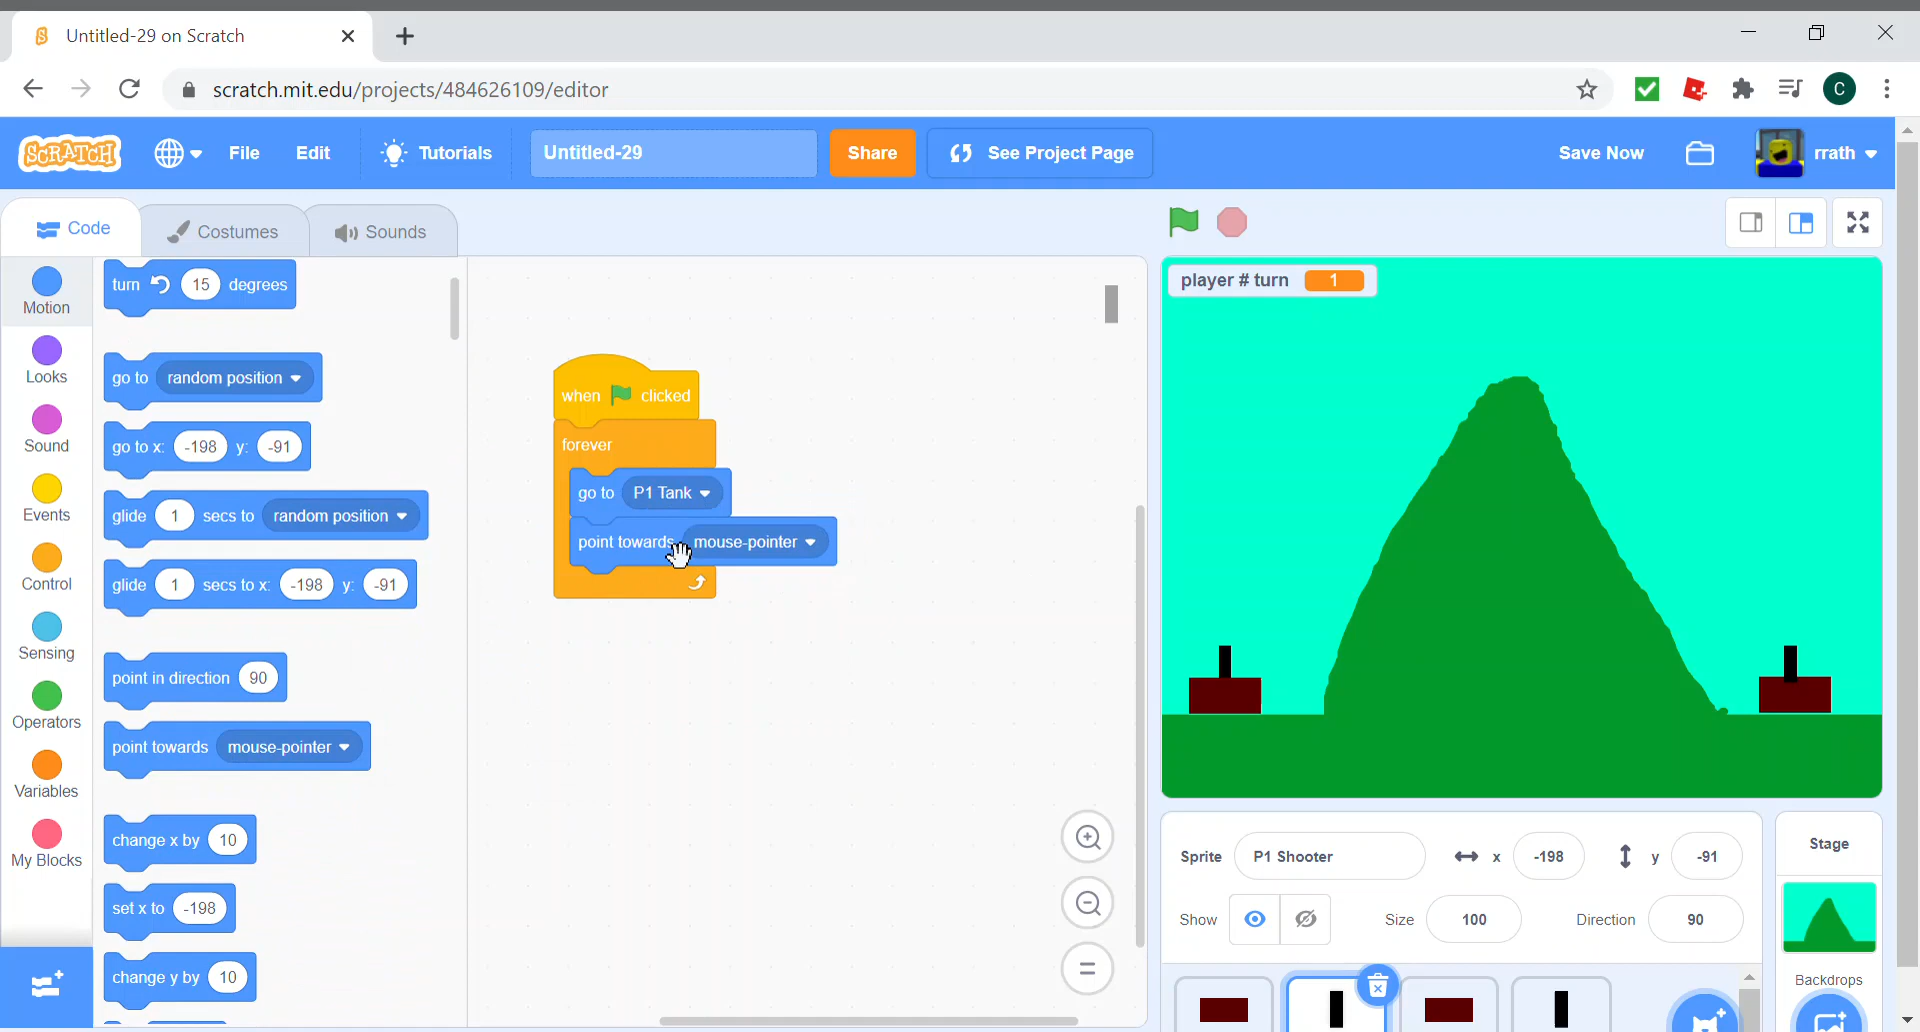 Untitled-29 on Scratch
scratch.mit.edu/projects/484626109/editor
C
SCRATCH
File
Edit
Tutorials
Untitled-29
Share
See Project Page
Save Now
rrath
Code
Costumes
Sounds
Motion
Looks
Sound
Events
Control
Sensing
Operators
Variables
My Blocks
turn 15 degrees
go to random position
go to x: -198 y: -91
glide 1 secs to random position
glide 1 secs to x: -198 y: -91
point in direction 90
point towards mouse-pointer
change x by 10
set x to -198
change y by 10
when clicked
forever
go to P1 Tank
point towards mouse-pointer
player # turn 1
Sprite P1 Shooter x -198 y -91
Show Size 100 Direction 90
Stage
Backdrops